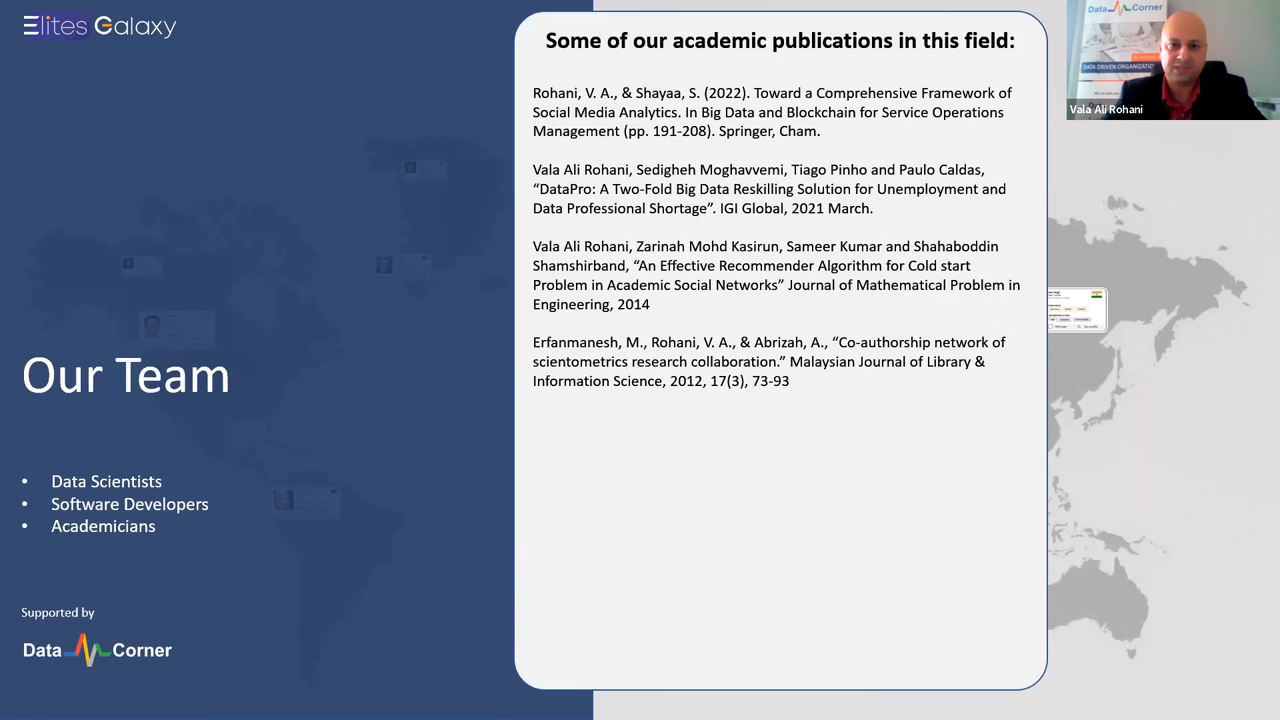 Elites Galaxy
Our Team
• Data Scientists
• Software Developers
• Academicians
Supported by
Data Corner
Some of our academic publications in this field:
Rohani, V. A., & Shayaa, S. (2022). Toward a Comprehensive Framework of
Social Media Analytics. In Big Data and Blockchain for Service Operations
Management (pp. 191-208). Springer, Cham.
Vala Ali Rohani, Sedigheh Moghavvemi, Tiago Pinho and Paulo Caldas,
“DataPro: A Two-Fold Big Data Reskilling Solution for Unemployment and
Data Professional Shortage”. IGI Global, 2021 March.
Vala Ali Rohani, Zarinah Mohd Kasirun, Sameer Kumar and Shahaboddin
Shamshirband, “An Effective Recommender Algorithm for Cold start
Problem in Academic Social Networks” Journal of Mathematical Problem in
Engineering, 2014
Erfanmanesh, M., Rohani, V. A., & Abrizah, A., “Co-authorship network of
scientometrics research collaboration.” Malaysian Journal of Library &
Information Science, 2012, 17(3), 73-93
Data Corner
DATA DRIVEN ORGANIZATION
Vala Ali Rohani